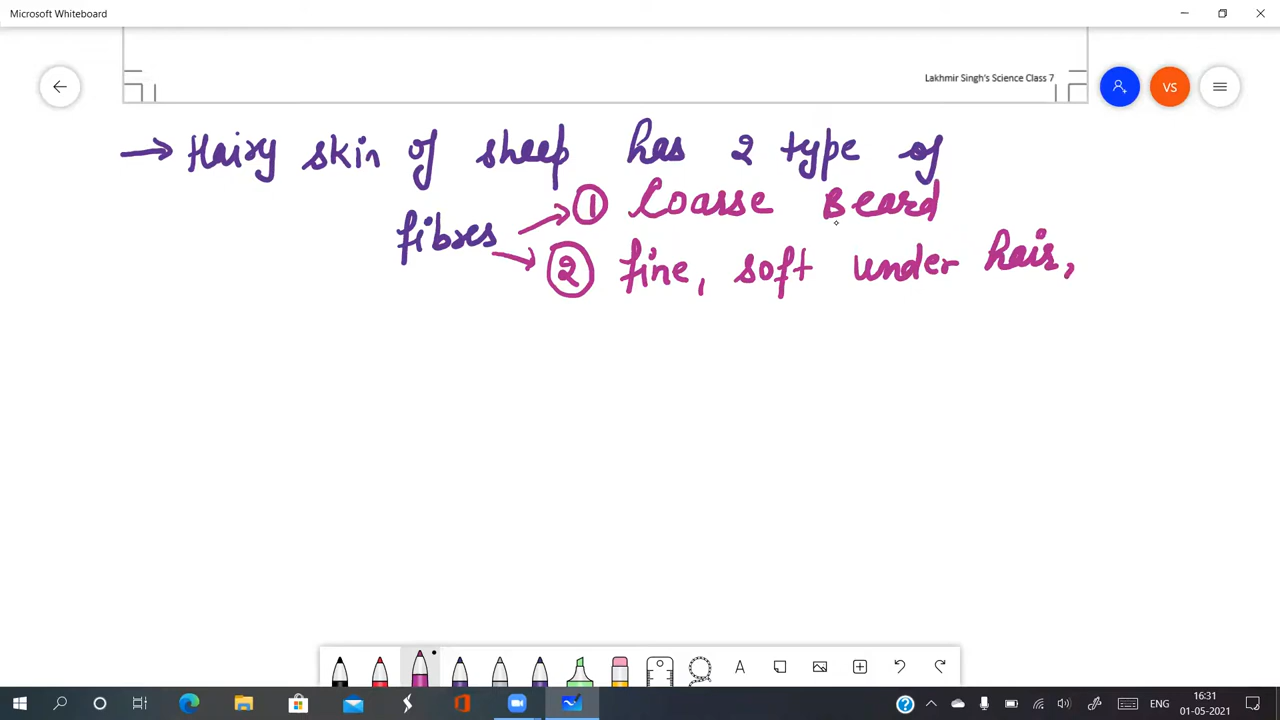 Microsoft Whiteboard
Lakhmir Singh's Science Class 7
VS
→ Hairy skin of sheep has 2 type of
fibres → ① Coarse Beard
→ ② fine, soft under hair,
A
ENG
16:31
01-05-2021